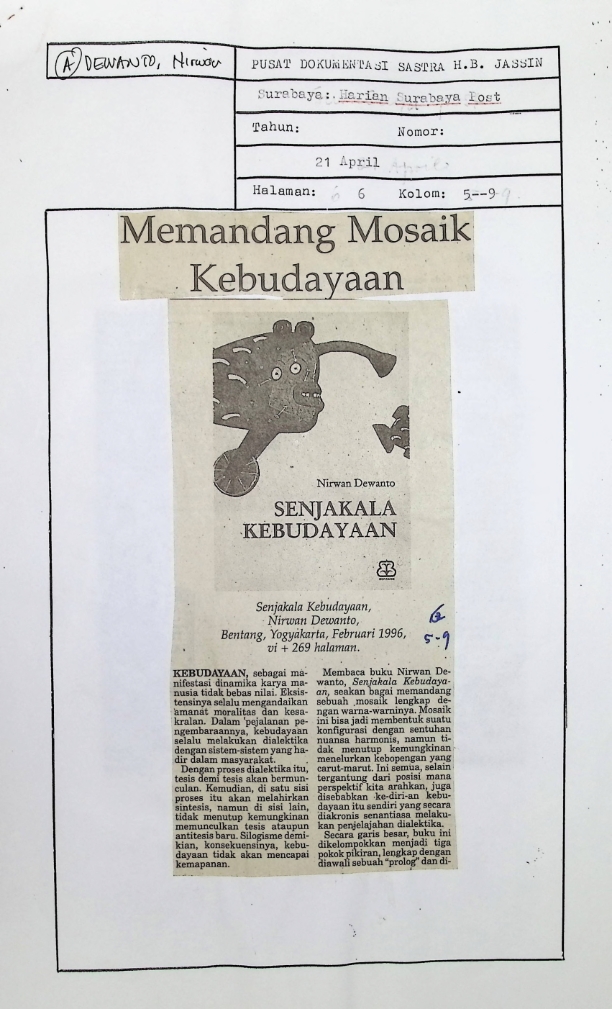 (A) DEWANTO, Nirwan
PUSAT DOKUMENTASI SASTRA H.B. JASSIN
Surabaya: Harian Surabaya Post
Tahun: Nomor:
21 April
Halaman: 6 Kolom: 5--9
Memandang Mosaik
Kebudayaan
Nirwan Dewanto
SENJAKALA
KEBUDAYAAN
Senjakala Kebudayaan,
Nirwan Dewanto,
Bentang, Yogyakarta, Februari 1996,
vi + 269 halaman.
5-9
KEBUDAYAAN, sebagai ma-
nifestasi dinamika karya ma-
nusia tidak bebas nilai. Eksis-
tensinya selalu mengandaikan
amanat moralitas dan kesa-
kralan. Dalam pejalanan pe-
ngembaraannya, kebudayaan
selalu melakukan dialektika
dengan sistem-sistem yang ha-
dir dalam masyarakat.
Dengan proses dialektika itu,
tesis demi tesis akan bermun-
culan. Kemudian, di satu sisi
proses itu akan melahirkan
sintesis, namun di sisi lain,
tidak menutup kemungkinan
memunculkan tesis ataupun
antitesis baru. Silogisme demi-
kian, konsekuensinya, kebu-
dayaan tidak akan mencapai
kemapanan.
Membaca buku Nirwan De-
wanto, Senjakala Kebudaya-
an, seakan bagai memandang
sebuah mosaik lengkap de-
ngan warna-warninya. Mosaik
ini bisa jadi membentuk suatu
konfigurasi dengan sentuhan
nuansa harmonis, namun ti-
dak menutup kemungkinan
menelurkan kebopengan yang
carut-marut. Ini semua, selain
tergantung dari posisi mana
perspektif kita arahkan, juga
disebabkan ke-diri-an kebu-
dayaan itu sendiri yang secara
diakronis senantiasa melaku-
kan penjelajahan dialektika.
Secara garis besar, buku ini
dikelompokkan menjadi tiga
pokok pikiran, lengkap dengan
diawali sebuah "prolog" dan di-